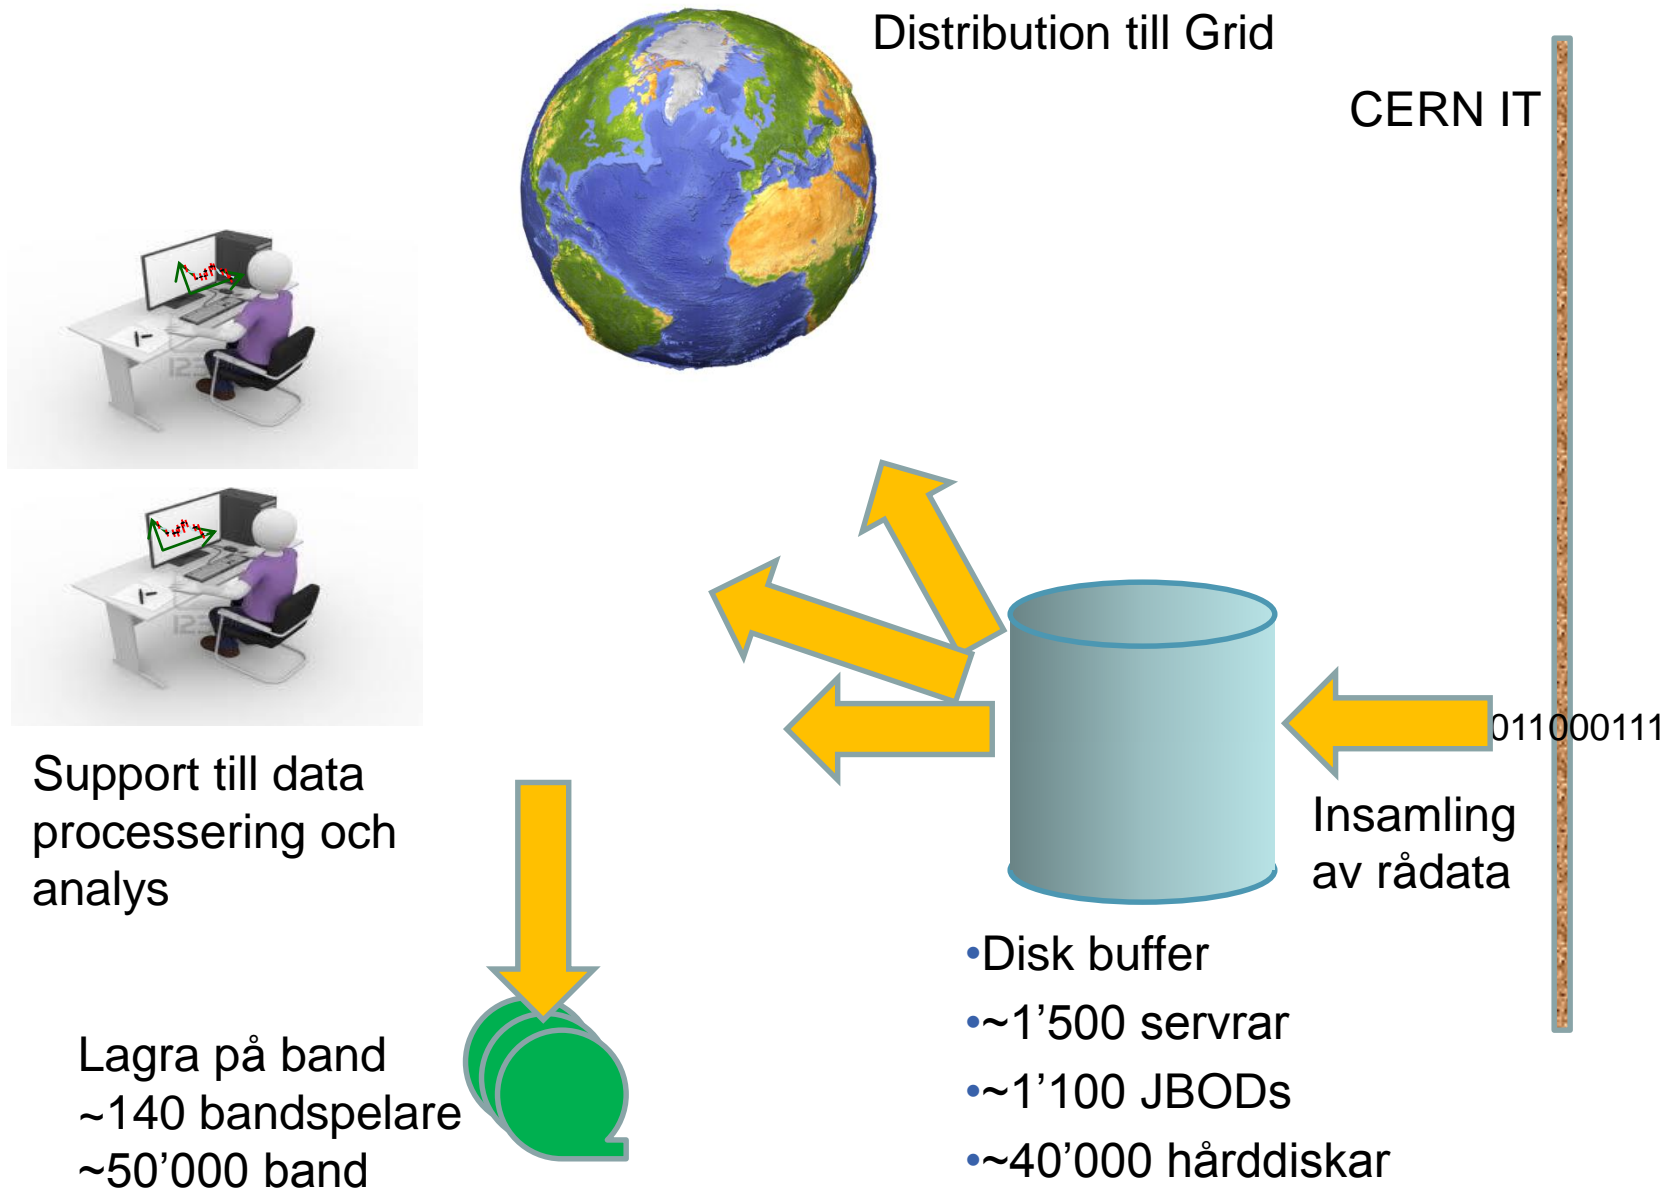 Distribution till Grid
CERN IT
011000111
Support till data
processering och
analys
Insamling
av rådata
•Disk buffer
•~1’500 servrar
•~1’100 JBODs
•~40’000 hårddiskar
Lagra på band
~140 bandspelare
~50’000 band